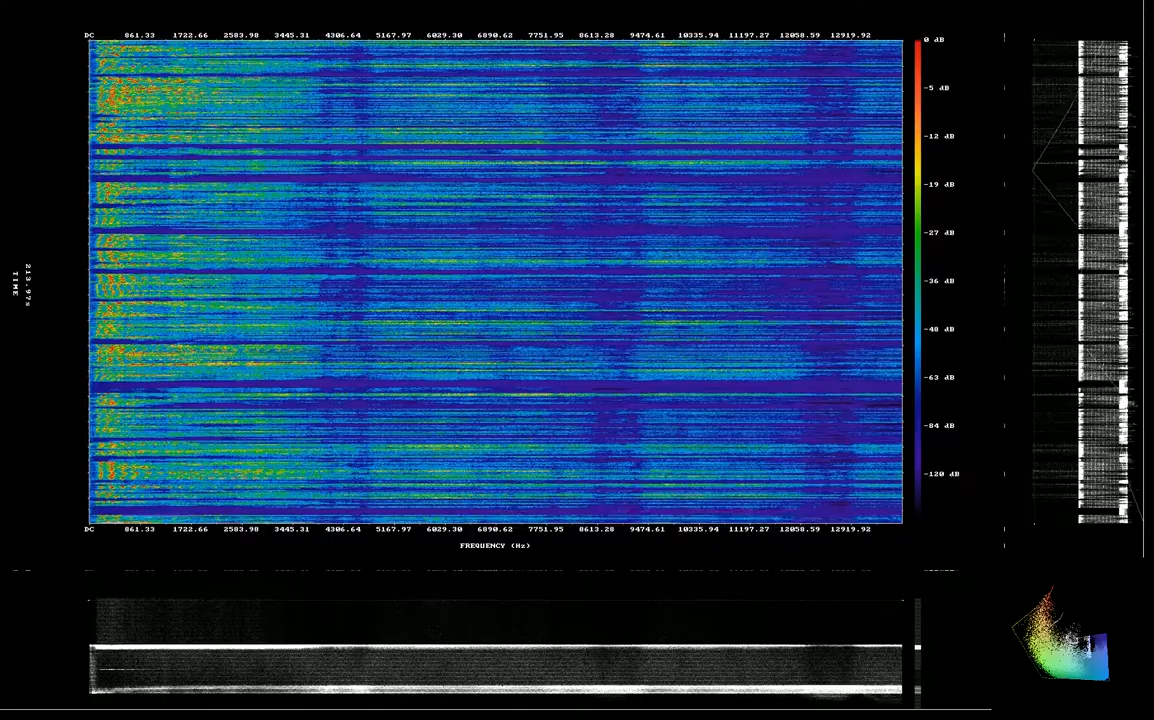 DC 861.33 1722.66 2583.98 3445.31 4306.64 5167.97 6029.30 6890.62 7751.95 8613.28 9474.61 10335.94 11197.27 12058.59 12919.92
0 dB
-5 dB
-12 dB
-19 dB
-27 dB
-36 dB
-48 dB
-63 dB
-84 dB
-120 dB
213.97s
TIME
DC 861.33 1722.66 2583.98 3445.31 4306.64 5167.97 6029.30 6890.62 7751.95 8613.28 9474.61 10335.94 11197.27 12058.59 12919.92
FREQUENCY (Hz)